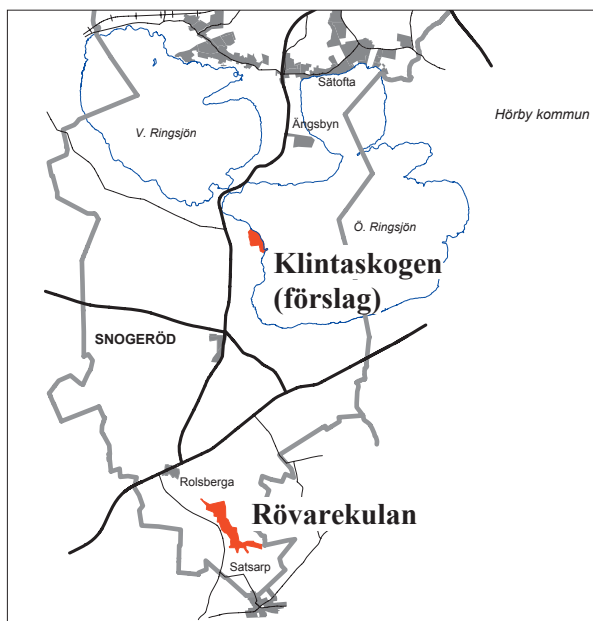 Sätofta
Hörby kommun
Ängsbyn
V. Ringsjön
Ö. Ringsjön
Klintaskogen
(förslag)
SNOGERÖD
Rolsberga
Rövarekulan
Satsarp